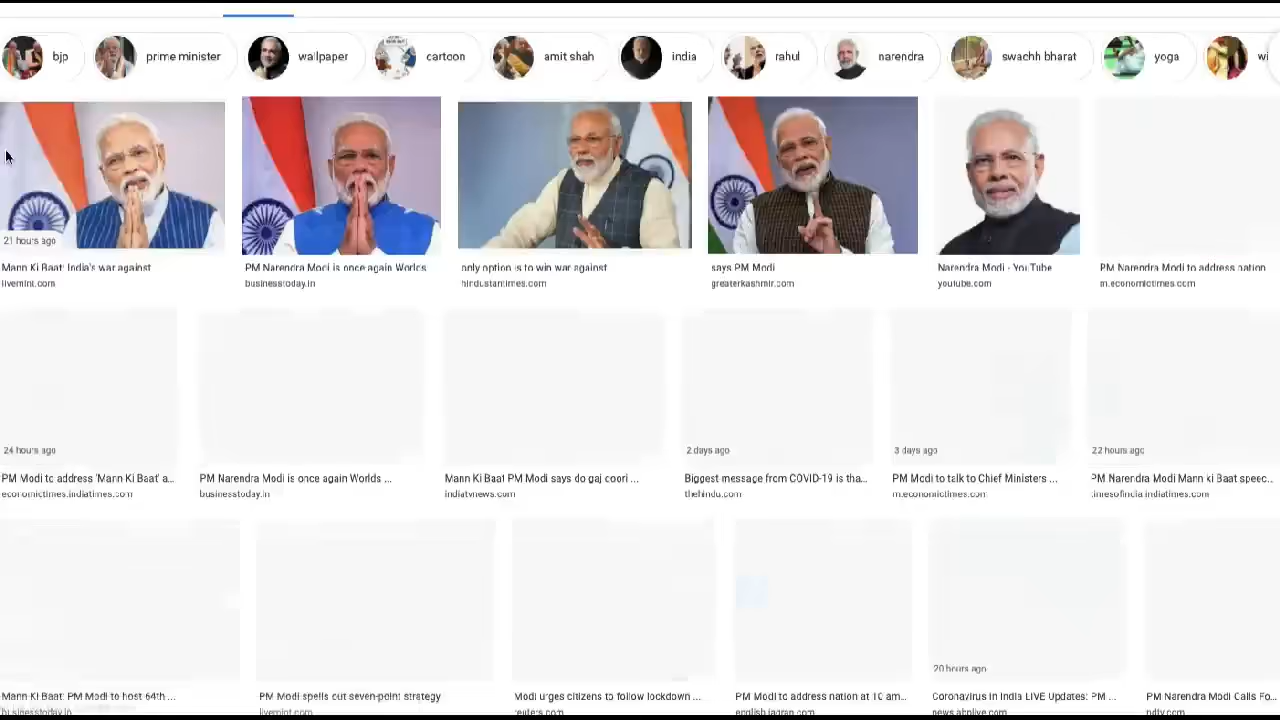 bjp
prime minister
wallpaper
cartoon
amit shah
india
rahul
narendra
swachh bharat
yoga
wi
21 hours ago
Mann Ki Baat: India's war against
livemint.com
PM Narendra Modi is once again Worlds
businesstoday.in
only option is to win war against
hindustantimes.com
says PM Modi
greaterkashmir.com
Narendra Modi - YouTube
youtube.com
PM Narendra Modi to address nation
m.economictimes.com
24 hours ago
PM Modi to address 'Mann Ki Baat' a...
economictimes.indiatimes.com
PM Narendra Modi is once again Worlds ...
businesstoday.in
Mann Ki Baat PM Modi says do gaj doori ...
indiatvnews.com
2 days ago
Biggest message from COVID-19 is tha...
thehindu.com
3 days ago
PM Modi to talk to Chief Ministers ...
m.economictimes.com
22 hours ago
PM Narendra Modi Mann ki Baat speec...
timesofindia.indiatimes.com
Mann Ki Baat: PM Modi to host 64th ...
businesstoday.in
PM Modi spells out seven-point strategy
livemint.com
Modi urges citizens to follow lockdown ...
reuters.com
PM Modi to address nation at 10 am...
english.jagran.com
20 hours ago
Coronavirus in India LIVE Updates: PM ...
news.abplive.com
PM Narendra Modi Calls Fo...
ndtv.com